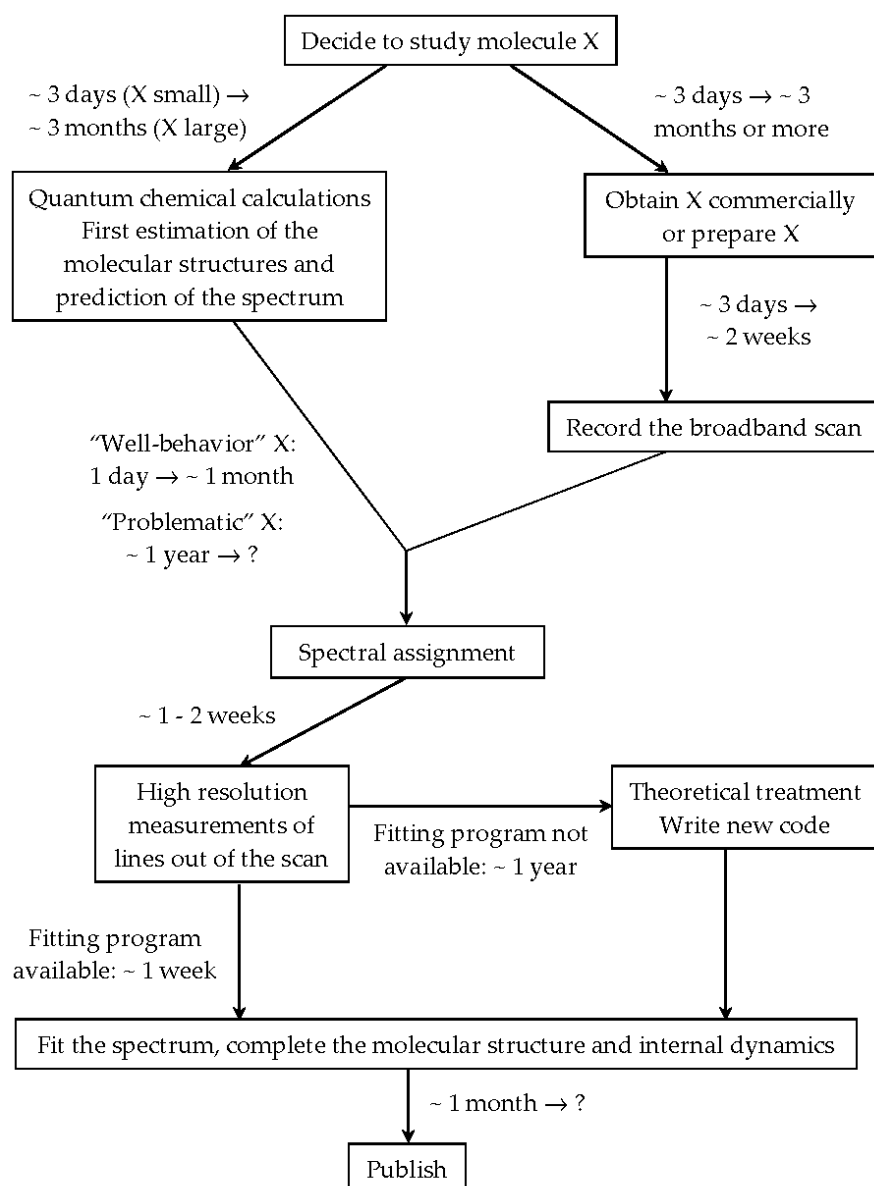 Decide to study molecule X
~ 3 days (X small) →
~ 3 months (X large)
~ 3 days → ~ 3
months or more
Quantum chemical calculations
First estimation of the
molecular structures and
prediction of the spectrum
Obtain X commercially
or prepare X
~ 3 days →
~ 2 weeks
Record the broadband scan
“Well-behavior” X:
1 day → ~ 1 month
“Problematic” X:
~ 1 year → ?
Spectral assignment
~ 1 - 2 weeks
High resolution
measurements of
lines out of the scan
Fitting program not
available: ~ 1 year
Theoretical treatment
Write new code
Fitting program
available: ~ 1 week
Fit the spectrum, complete the molecular structure and internal dynamics
~ 1 month → ?
Publish